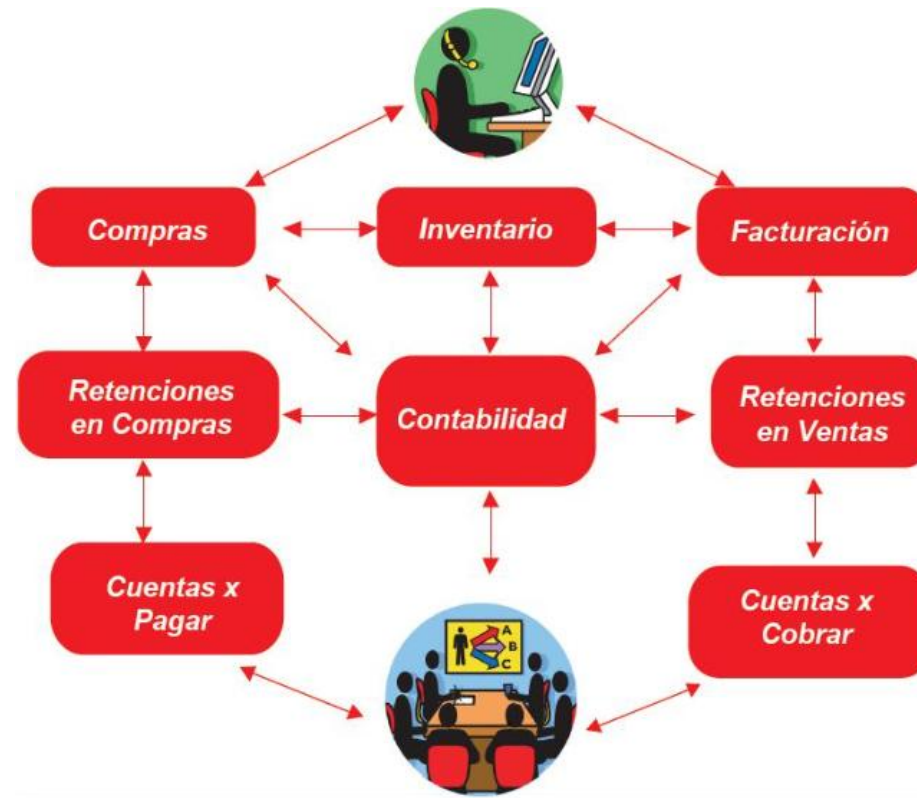 Compras
Inventario
Facturación
Retenciones
en Compras
Contabilidad
Retenciones
en Ventas
Cuentas x
Pagar
Cuentas x
Cobrar
A
B
C